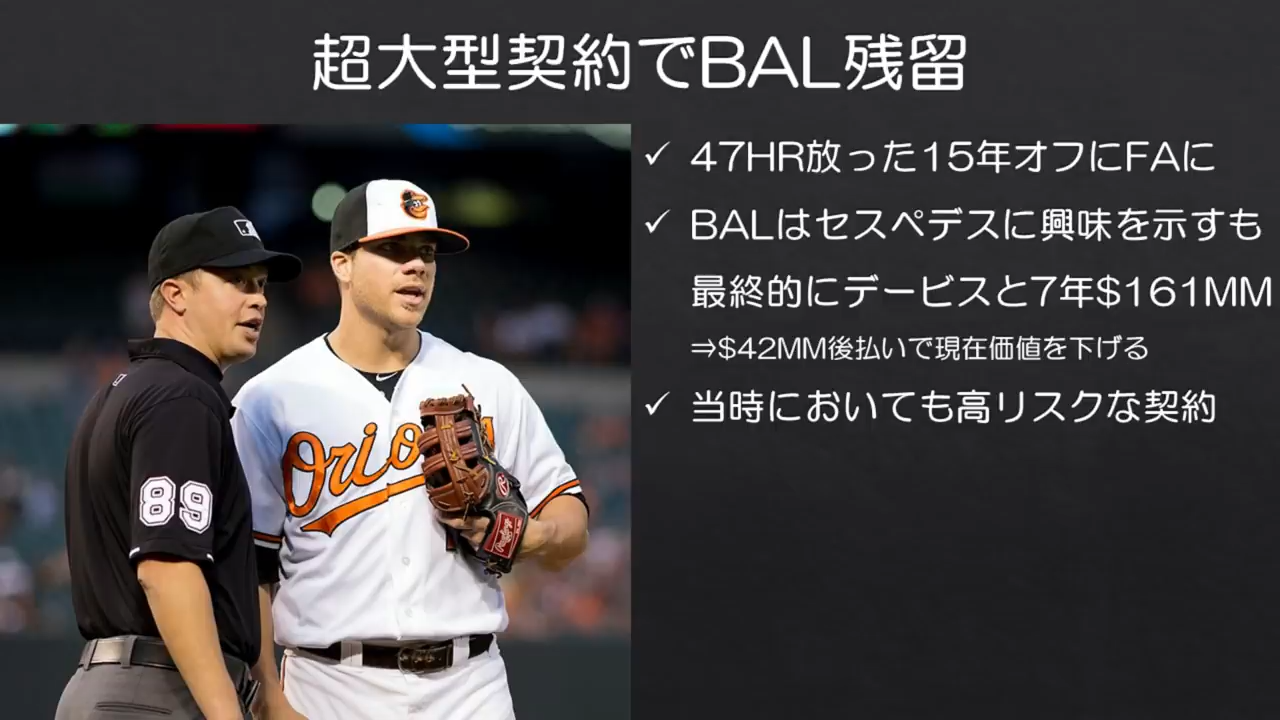 超大型契約でBAL残留
✓ 47HR放った15年オフにFAに
✓ BALはセスペデスに興味を示すも
最終的にデービスと7年$161MM
⇒$42MM後払いで現在価値を下げる
✓ 当時においても高リスクな契約
89
Rawlings